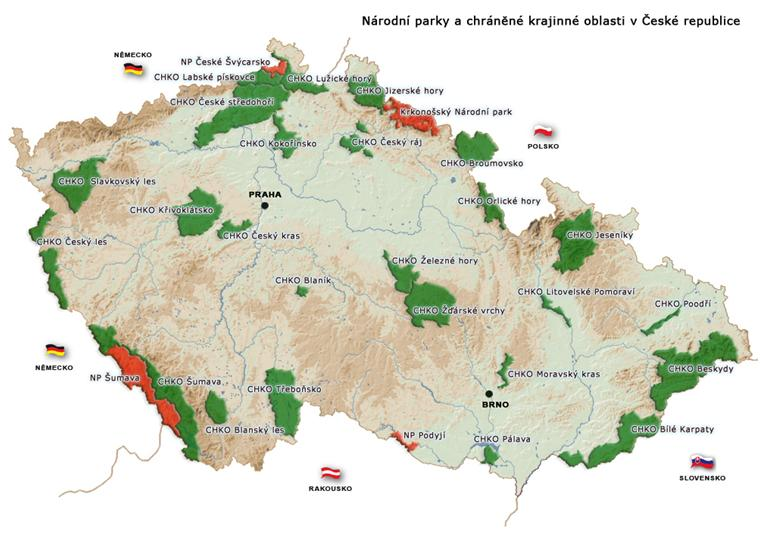 Národní parky a chráněné krajinné oblasti v České republice
NĚMECKO
NP České Švýcarsko
CHKO Labské pískovce
CHKO Lužické horý
CHKO Jizerské hory
CHKO České středohoří
Krkonošský Národní park
CHKO Kokořínsko
CHKO Český ráj
POLSKO
CHKO Broumovsko
CHKO Slavkovský les
PRAHA
CHKO Křivoklátsko
CHKO Orlické hory
CHKO Český les
CHKO Český kras
CHKO Jeseníky
CHKO Železné hory
CHKO Blaník
CHKO Litovelské Pomoraví
CHKO Poodří
CHKO Žďárské vrchy
NĚMECKO
NP Šumava
CHKO Šumava
CHKO Třeboňsko
CHKO Moravský kras
CHKO Beskydy
BRNO
CHKO Blanský les
NP Podyjí
CHKO Pálava
CHKO Bílé Karpaty
RAKOUSKO
SLOVENSKO